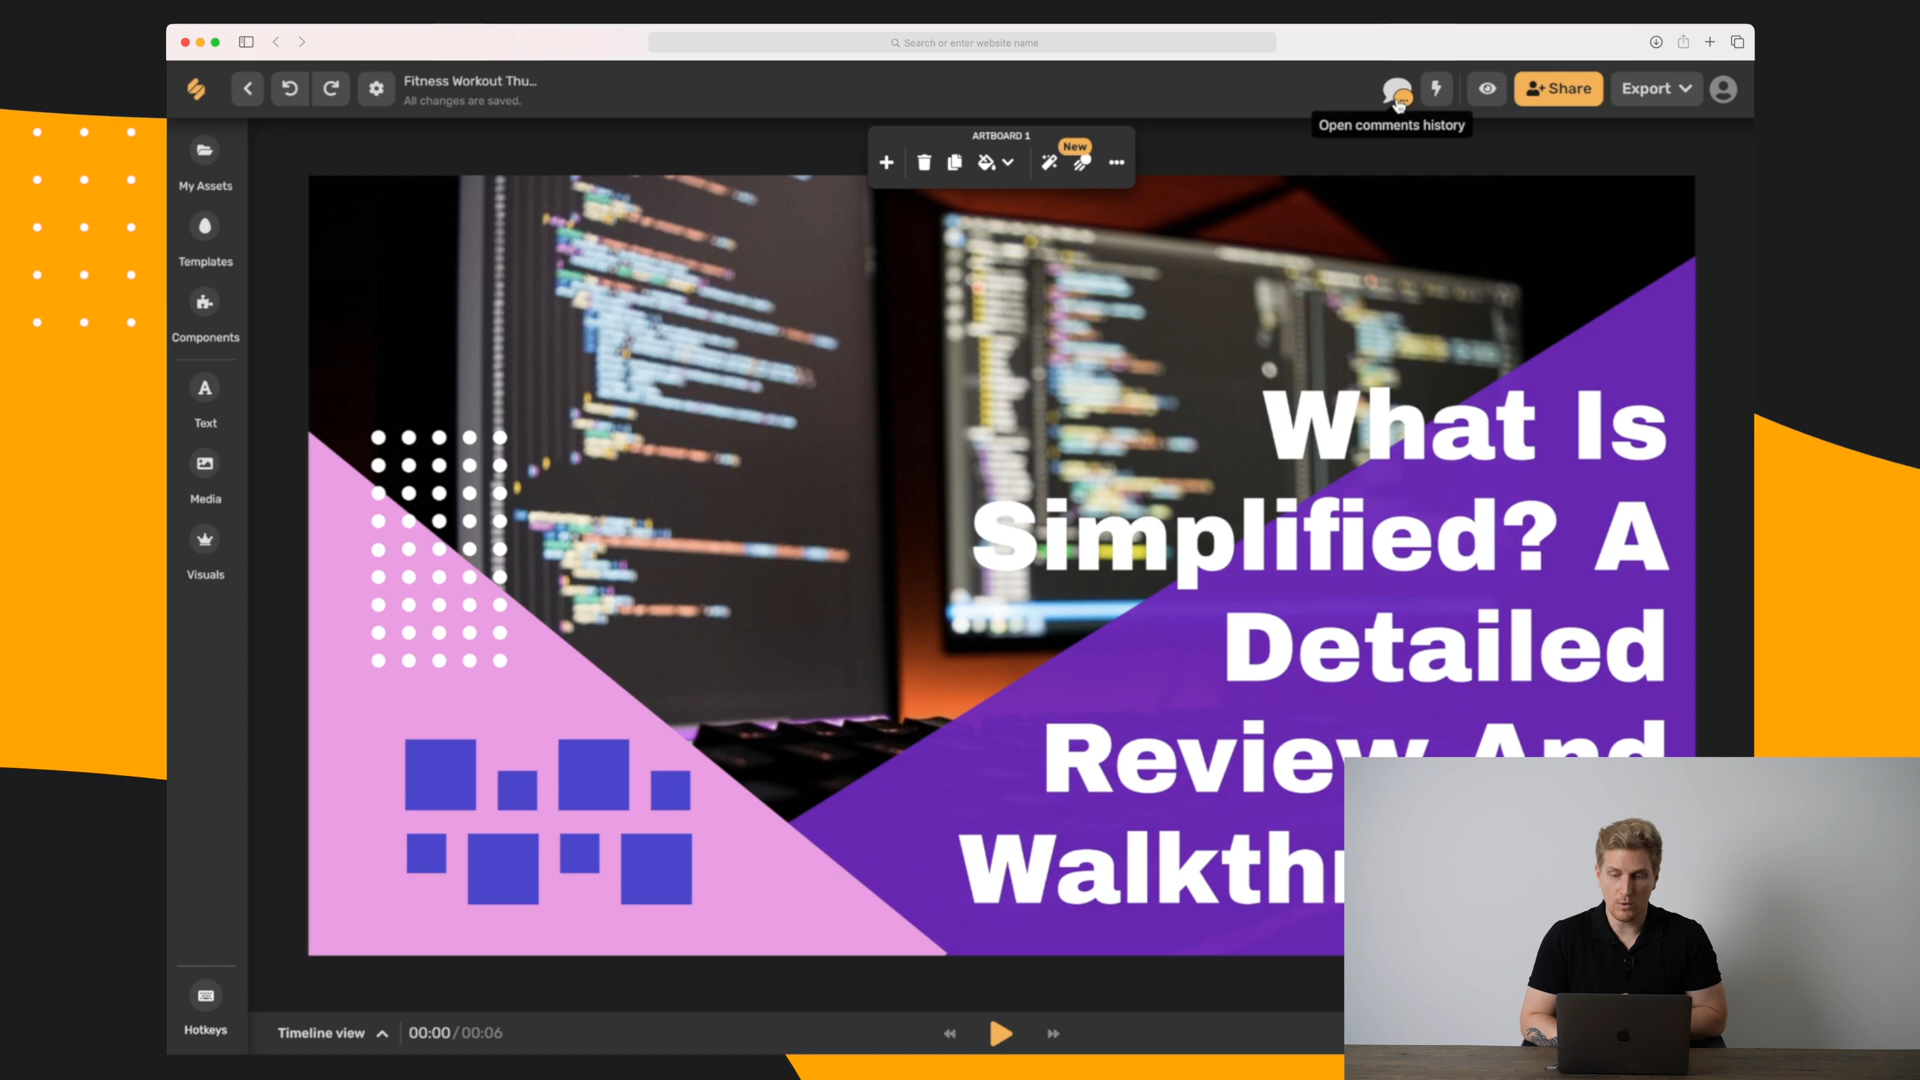 Search or enter website name
Fitness Workout Thu...
All changes are saved.
Share
Export
Open comments history
ARTBOARD 1
New
My Assets
Templates
Components
Text
Media
Visuals
Hotkeys
What Is
Simplified? A
Detailed
Review And
Walkthr
Timeline view
00:00 / 00:06